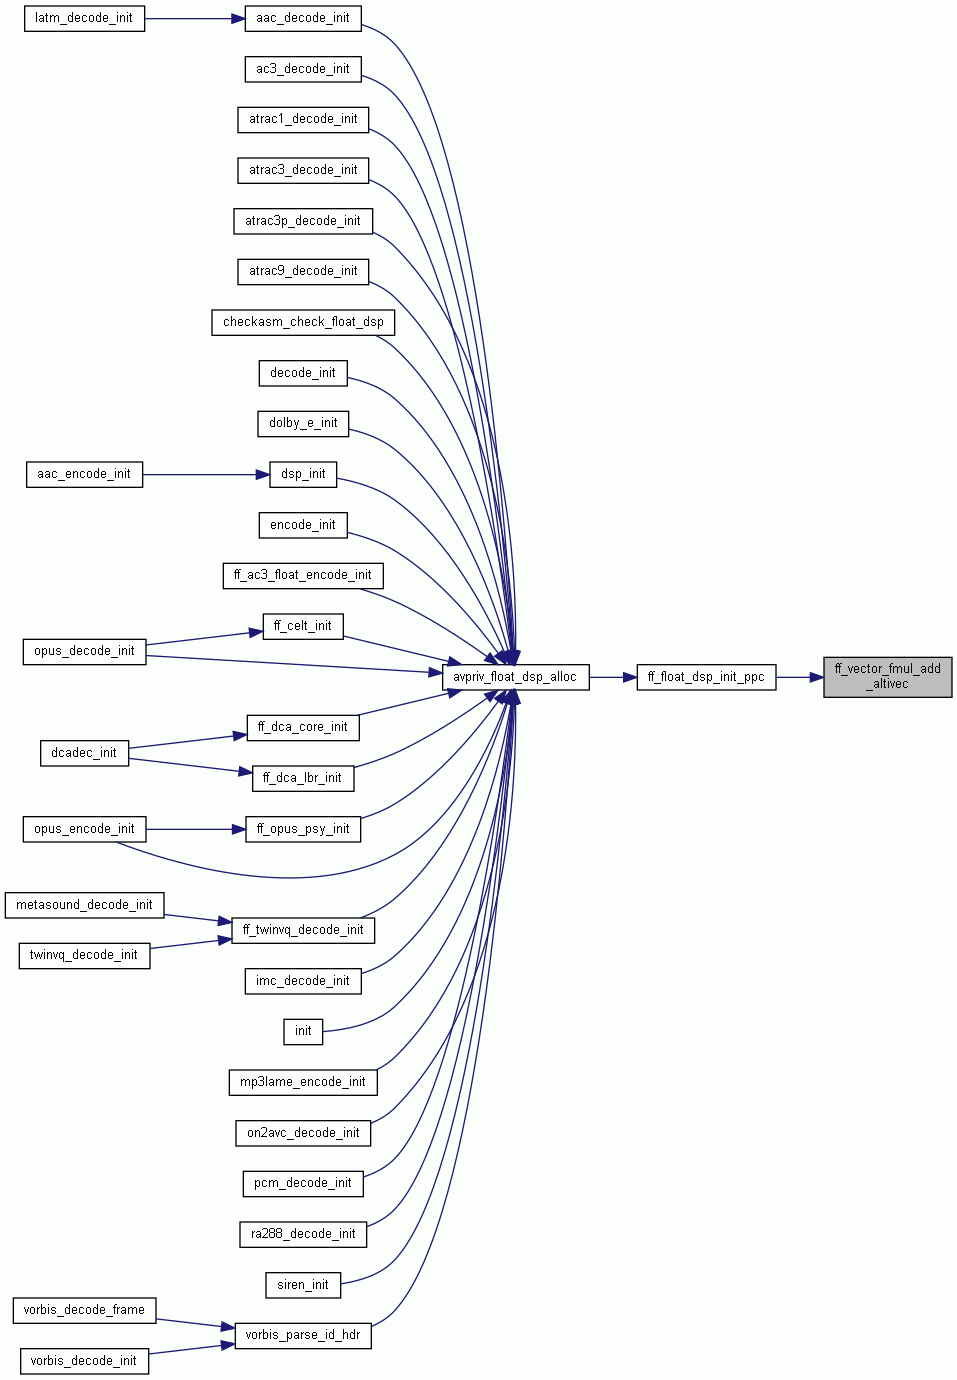 latm_decode_init
aac_decode_init
ac3_decode_init
atrac1_decode_init
atrac3_decode_init
atrac3p_decode_init
atrac9_decode_init
checkasm_check_float_dsp
decode_init
dolby_e_init
aac_encode_init
dsp_init
encode_init
ff_ac3_float_encode_init
ff_celt_init
opus_decode_init
avpriv_float_dsp_alloc
ff_float_dsp_init_ppc
ff_vector_fmul_add
_altivec
ff_dca_core_init
dcadec_init
ff_dca_lbr_init
opus_encode_init
ff_opus_psy_init
metasound_decode_init
ff_twinvq_decode_init
twinvq_decode_init
imc_decode_init
init
mp3lame_encode_init
on2avc_decode_init
pcm_decode_init
ra288_decode_init
siren_init
vorbis_decode_frame
vorbis_parse_id_hdr
vorbis_decode_init